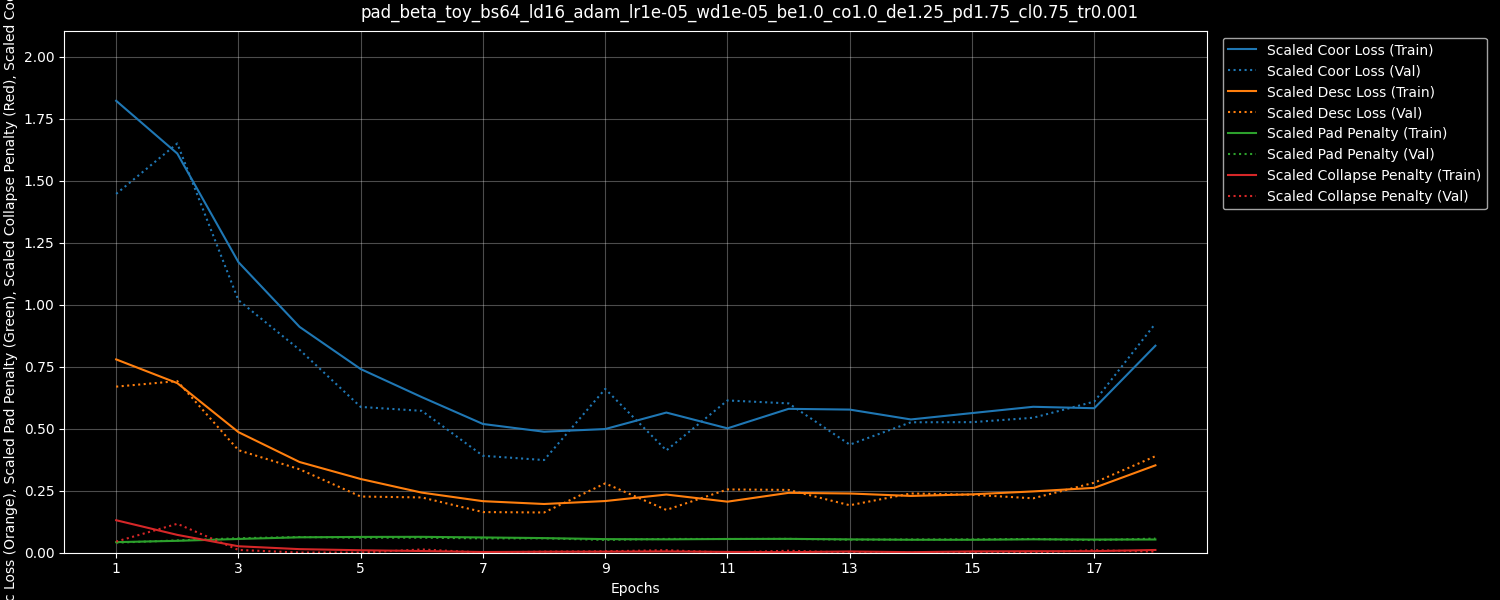 pad_beta_toy_bs64_ld16_adam_lr1e-05_wd1e-05_be1.0_co1.0_de1.25_pd1.75_cl0.75_tr0.001
Loss (Orange), Scaled Pad Penalty (Green), Scaled Collapse Penalty (Red), Scaled
2.00
1.75
1.50
1.25
1.00
0.75
0.50
0.25
0.00
1 3 5 7 9 11 13 15 17
Epochs
Scaled Coor Loss (Train)
Scaled Coor Loss (Val)
Scaled Desc Loss (Train)
Scaled Desc Loss (Val)
Scaled Pad Penalty (Train)
Scaled Pad Penalty (Val)
Scaled Collapse Penalty (Train)
Scaled Collapse Penalty (Val)